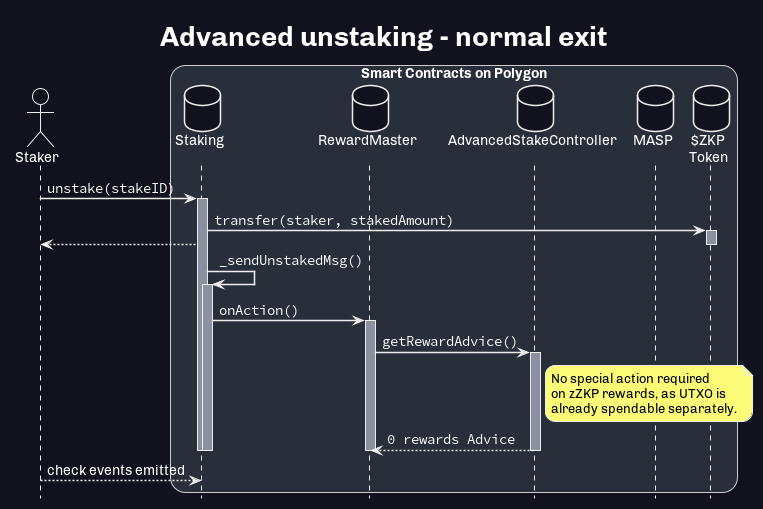 Advanced unstaking - normal exit
Smart Contracts on Polygon
Staker
Staking
RewardMaster
AdvancedStakeController
MASP
$ZKP
Token
unstake(stakeID)
transfer(staker, stakedAmount)
_sendUnstakedMsg()
onAction()
getRewardAdvice()
No special action required
on zZKP rewards, as UTXO is
already spendable separately.
0 rewards Advice
check events emitted